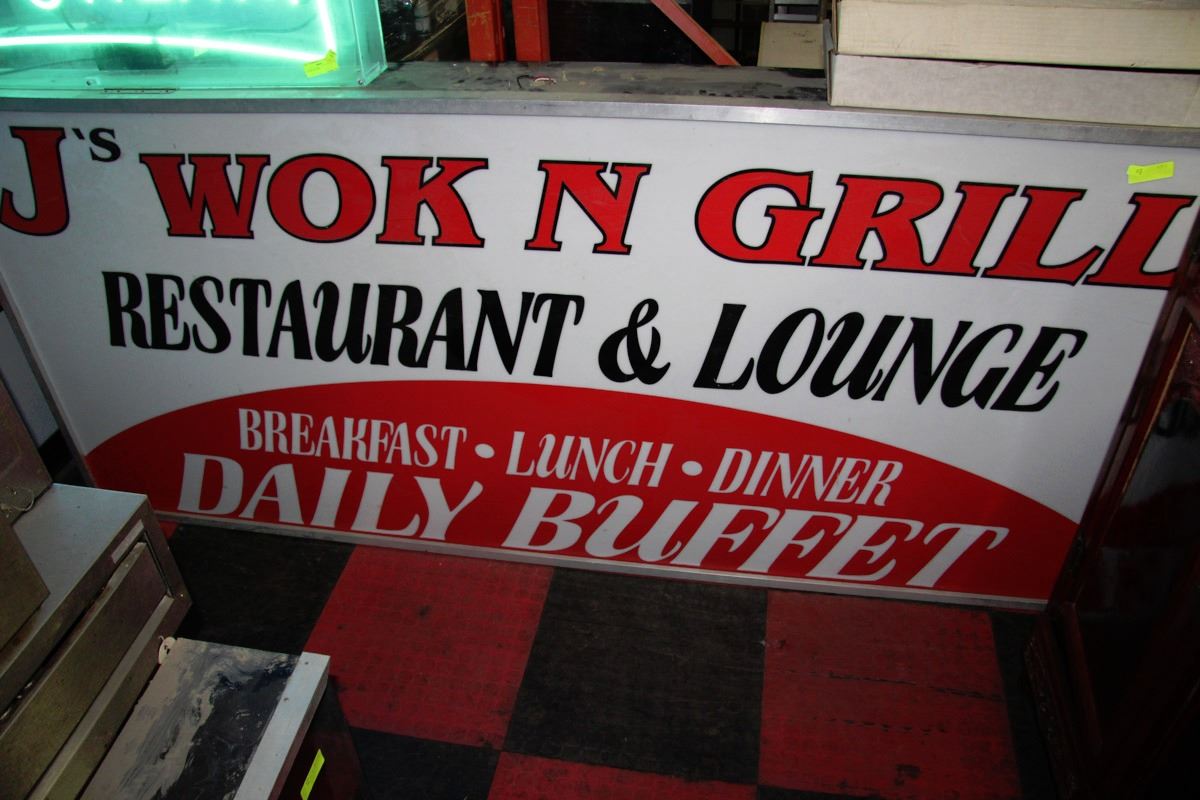 J's WOK N GRILL
RESTAURANT & LOUNGE
BREAKFAST • LUNCH • DINNER
DAILY BUFFET